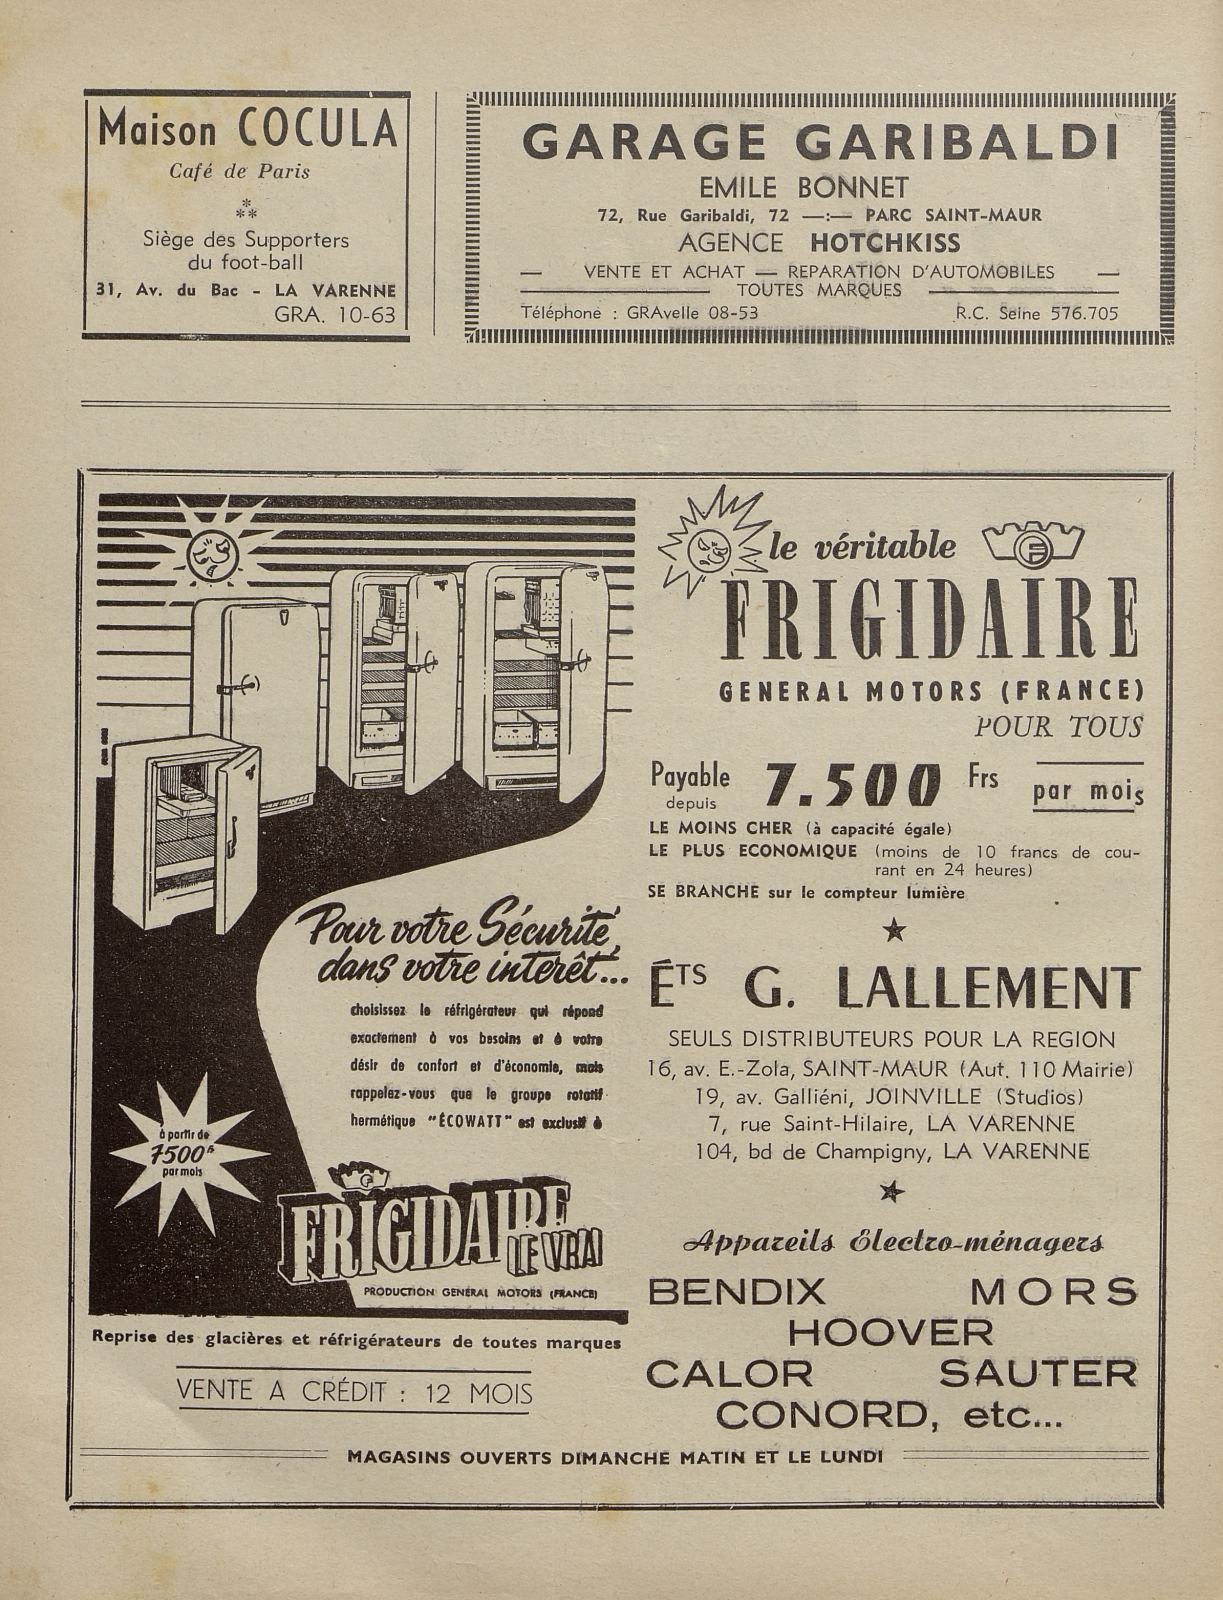 Maison COCULA
Café de Paris
*
**
Siège des Supporters
du foot-ball
31, Av. du Bac - LA VARENNE
GRA. 10-63
GARAGE GARIBALDI
EMILE BONNET
72, Rue Garibaldi, 72 —:— PARC SAINT-MAUR
AGENCE HOTCHKISS
— VENTE ET ACHAT — REPARATION D'AUTOMOBILES —
TOUTES MARQUES
Téléphone : GRAvelle 08-53 R.C. Seine 576.705
Pour votre Sécurité,
dans votre intérêt...
choisissez le réfrigérateur qui répond
exactement à vos besoins et à votre
désir de confort et d'économie, mais
rappelez-vous que le groupe rotatif
hermétique "ÉCOWATT" est exclusif à
à partir de
7500 fr
par mois
F
FRIGIDAIRE
LE VRAI
PRODUCTION GENERAL MOTORS (FRANCE)
Reprise des glacières et réfrigérateurs de toutes marques
VENTE A CRÉDIT : 12 MOIS
le véritable
F
FRIGIDAIRE
GENERAL MOTORS (FRANCE)
POUR TOUS
Payable depuis 7.500 Frs par mois
LE MOINS CHER (à capacité égale)
LE PLUS ECONOMIQUE (moins de 10 francs de cou-
rant en 24 heures)
SE BRANCHE sur le compteur lumière
ÉTS G. LALLEMENT
SEULS DISTRIBUTEURS POUR LA REGION
16, av. E.-Zola, SAINT-MAUR (Aut. 110 Mairie)
19, av. Galliéni, JOINVILLE (Studios)
7, rue Saint-Hilaire, LA VARENNE
104, bd de Champigny, LA VARENNE
Appareils Électro-ménagers
BENDIX MORS
HOOVER
CALOR SAUTER
CONORD, etc...
MAGASINS OUVERTS DIMANCHE MATIN ET LE LUNDI